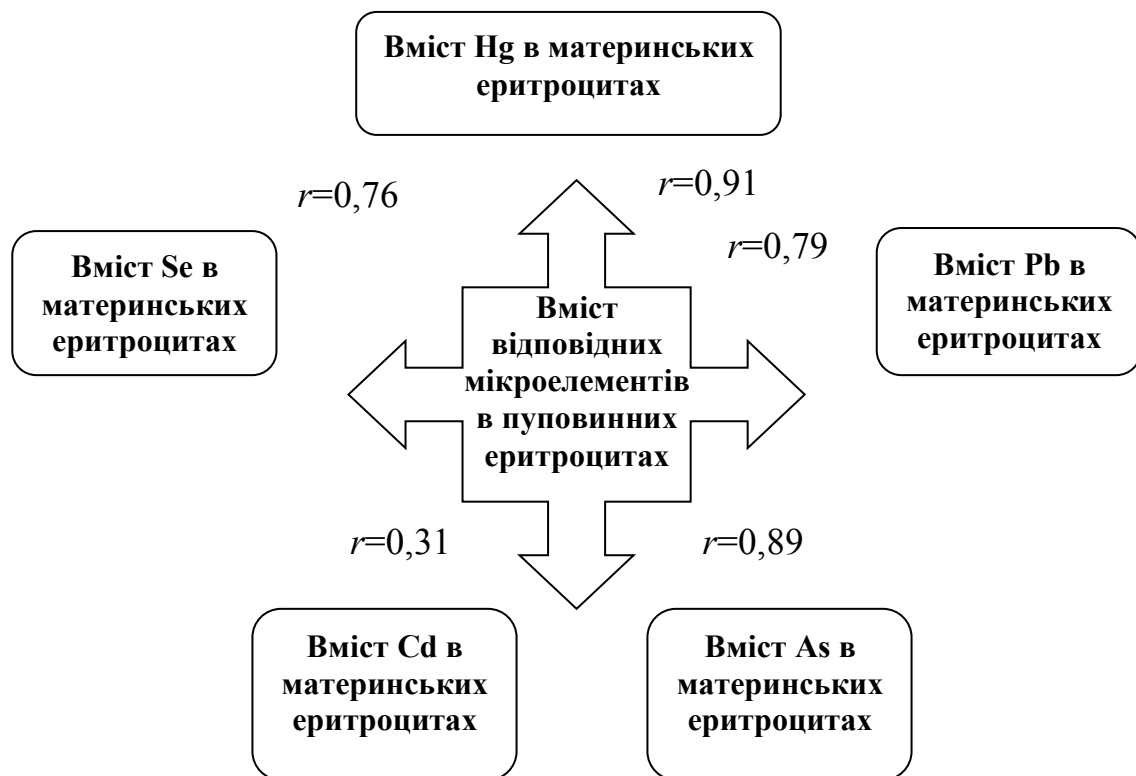 Вміст Hg в материнських
еритроцитах
r=0,76
r=0,91
r=0,79
Вміст Se в
материнських
еритроцитах
Вміст
відповідних
мікроелементів
в пуповинних
еритроцитах
Вміст Pb в
материнських
еритроцитах
r=0,31
r=0,89
Вміст Cd в
материнських
еритроцитах
Вміст As в
материнських
еритроцитах